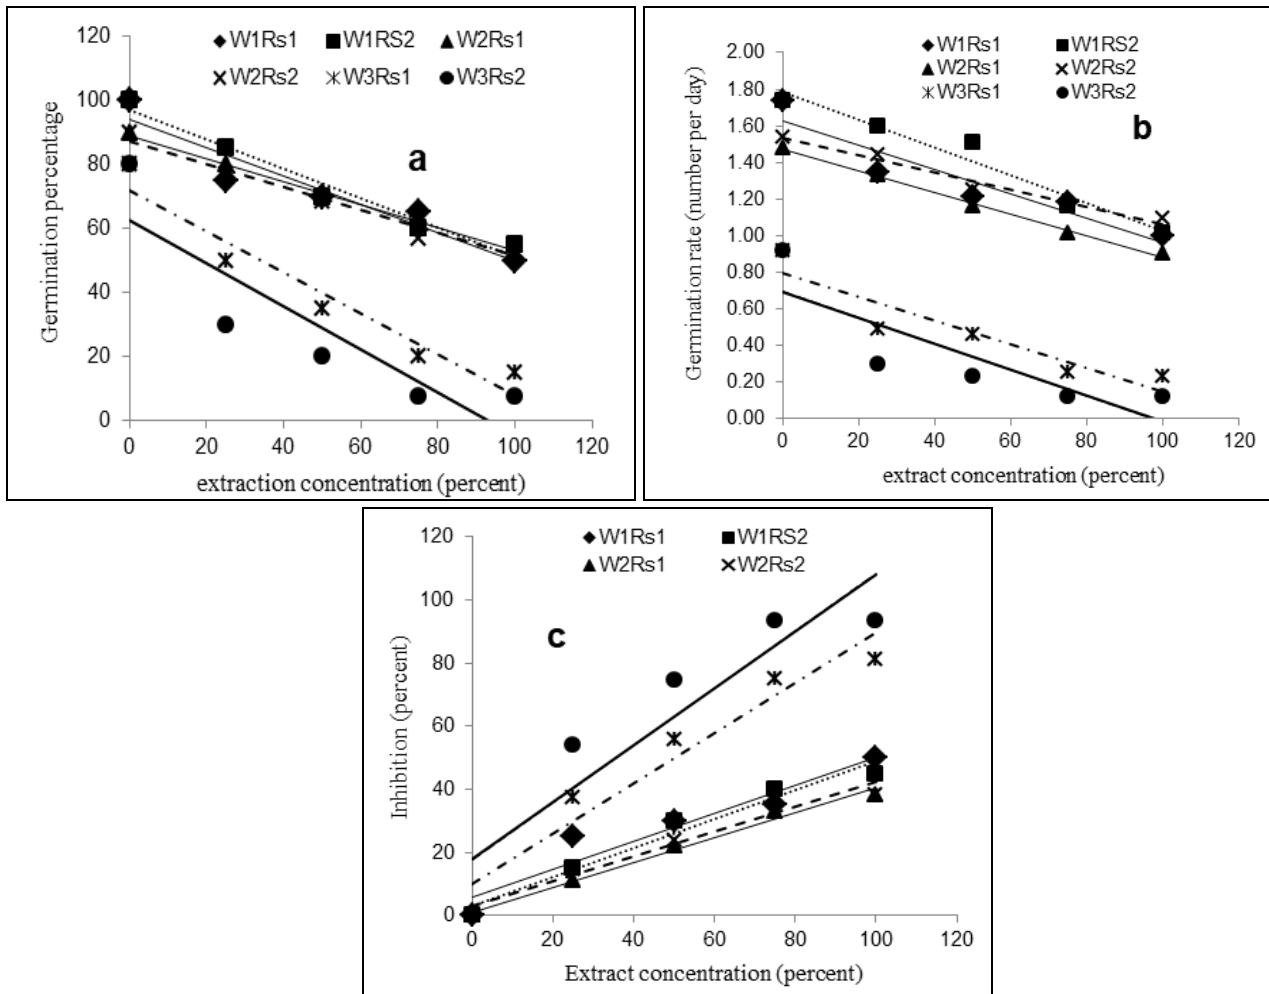 120
100
80
60
40
20
0
W1Rs1 W1RS2 W2Rs1
W2Rs2 W3Rs1 W3Rs2
a
Germination percentage
0 20 40 60 80 100 120
extraction concentration (percent)
2.00
1.80
1.60
1.40
1.20
1.00
0.80
0.60
0.40
0.20
0.00
W1Rs1 W1RS2
W2Rs1 W2Rs2
W3Rs1 W3Rs2
b
Germination rate (number per day)
0 20 40 60 80 100 120
extract concentration (percent)
120
100
80
60
40
20
0
W1Rs1 W1RS2
W2Rs1 W2Rs2
c
Inhibition (percent)
0 20 40 60 80 100 120
Extract concentration (percent)